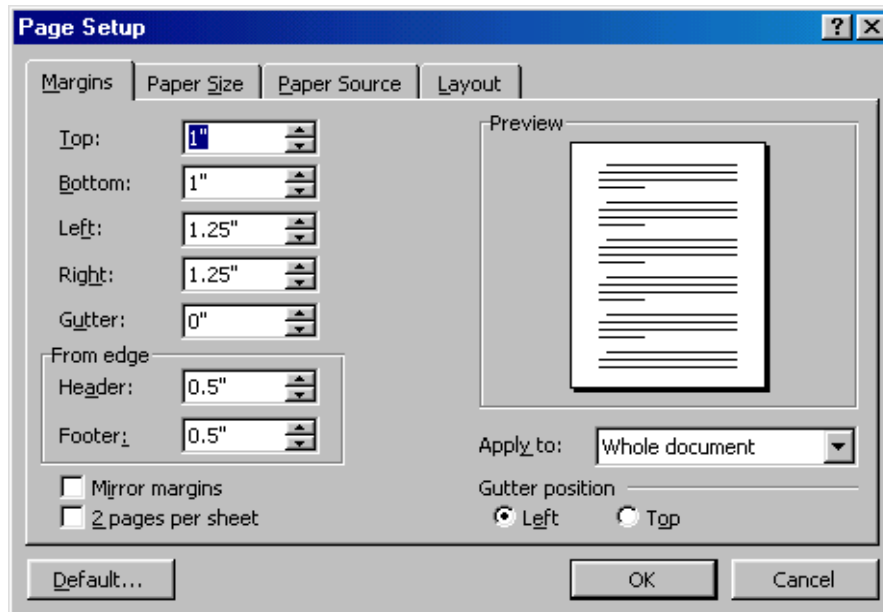 Page Setup
Margins Paper Size Paper Source Layout
Top: 1"
Bottom: 1"
Left: 1.25"
Right: 1.25"
Gutter: 0"
From edge
Header: 0.5"
Footer: 0.5"
Mirror margins
2 pages per sheet
Preview
Apply to: Whole document
Gutter position
Left Top
Default... OK Cancel